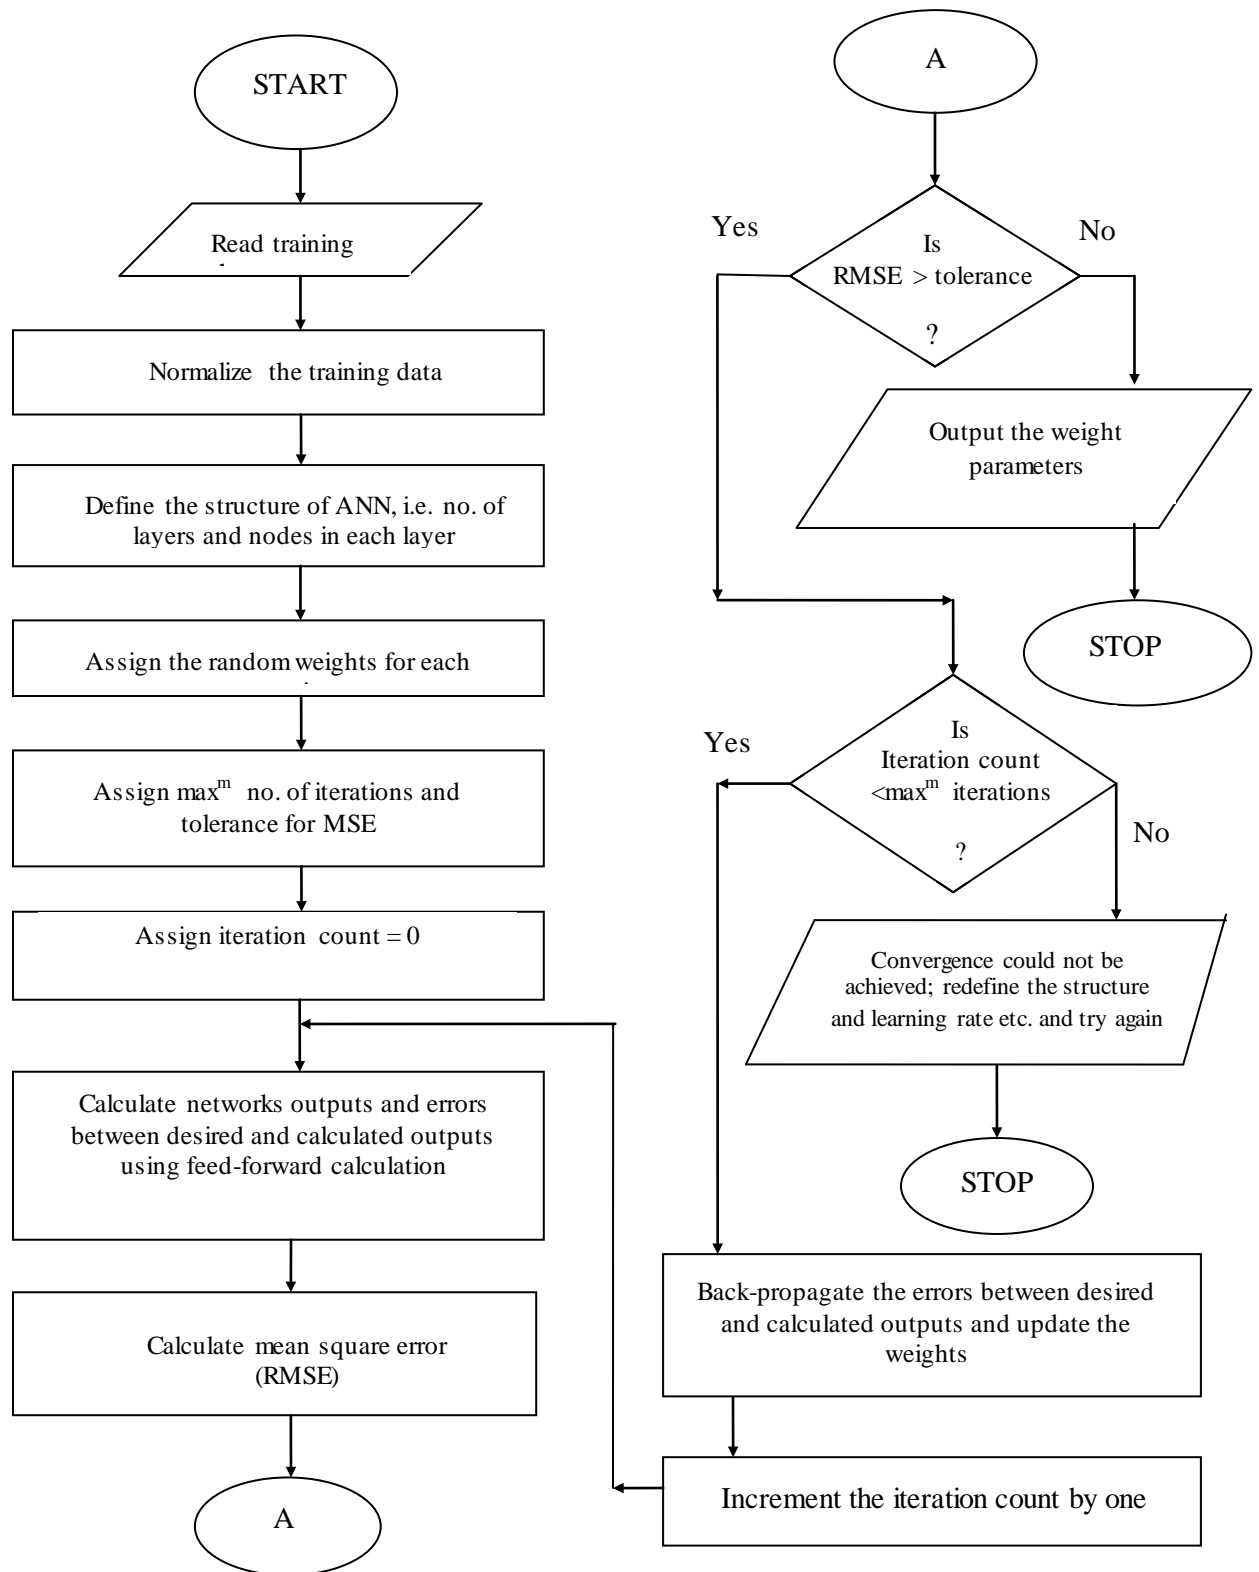 START
Read training
Normalize the training data
Define the structure of ANN, i.e. no. of
layers and nodes in each layer
Assign the random weights for each
Assign max^m no. of iterations and
tolerance for MSE
Assign iteration count = 0
Calculate networks outputs and errors
between desired and calculated outputs
using feed-forward calculation
Calculate mean square error
(RMSE)
A
A
Yes
No
Is
RMSE > tolerance
?
Output the weight
parameters
STOP
Yes
Is
Iteration count
<max^m iterations
?
No
Convergence could not be
achieved; redefine the structure
and learning rate etc. and try again
STOP
Back-propagate the errors between desired
and calculated outputs and update the
weights
Increment the iteration count by one